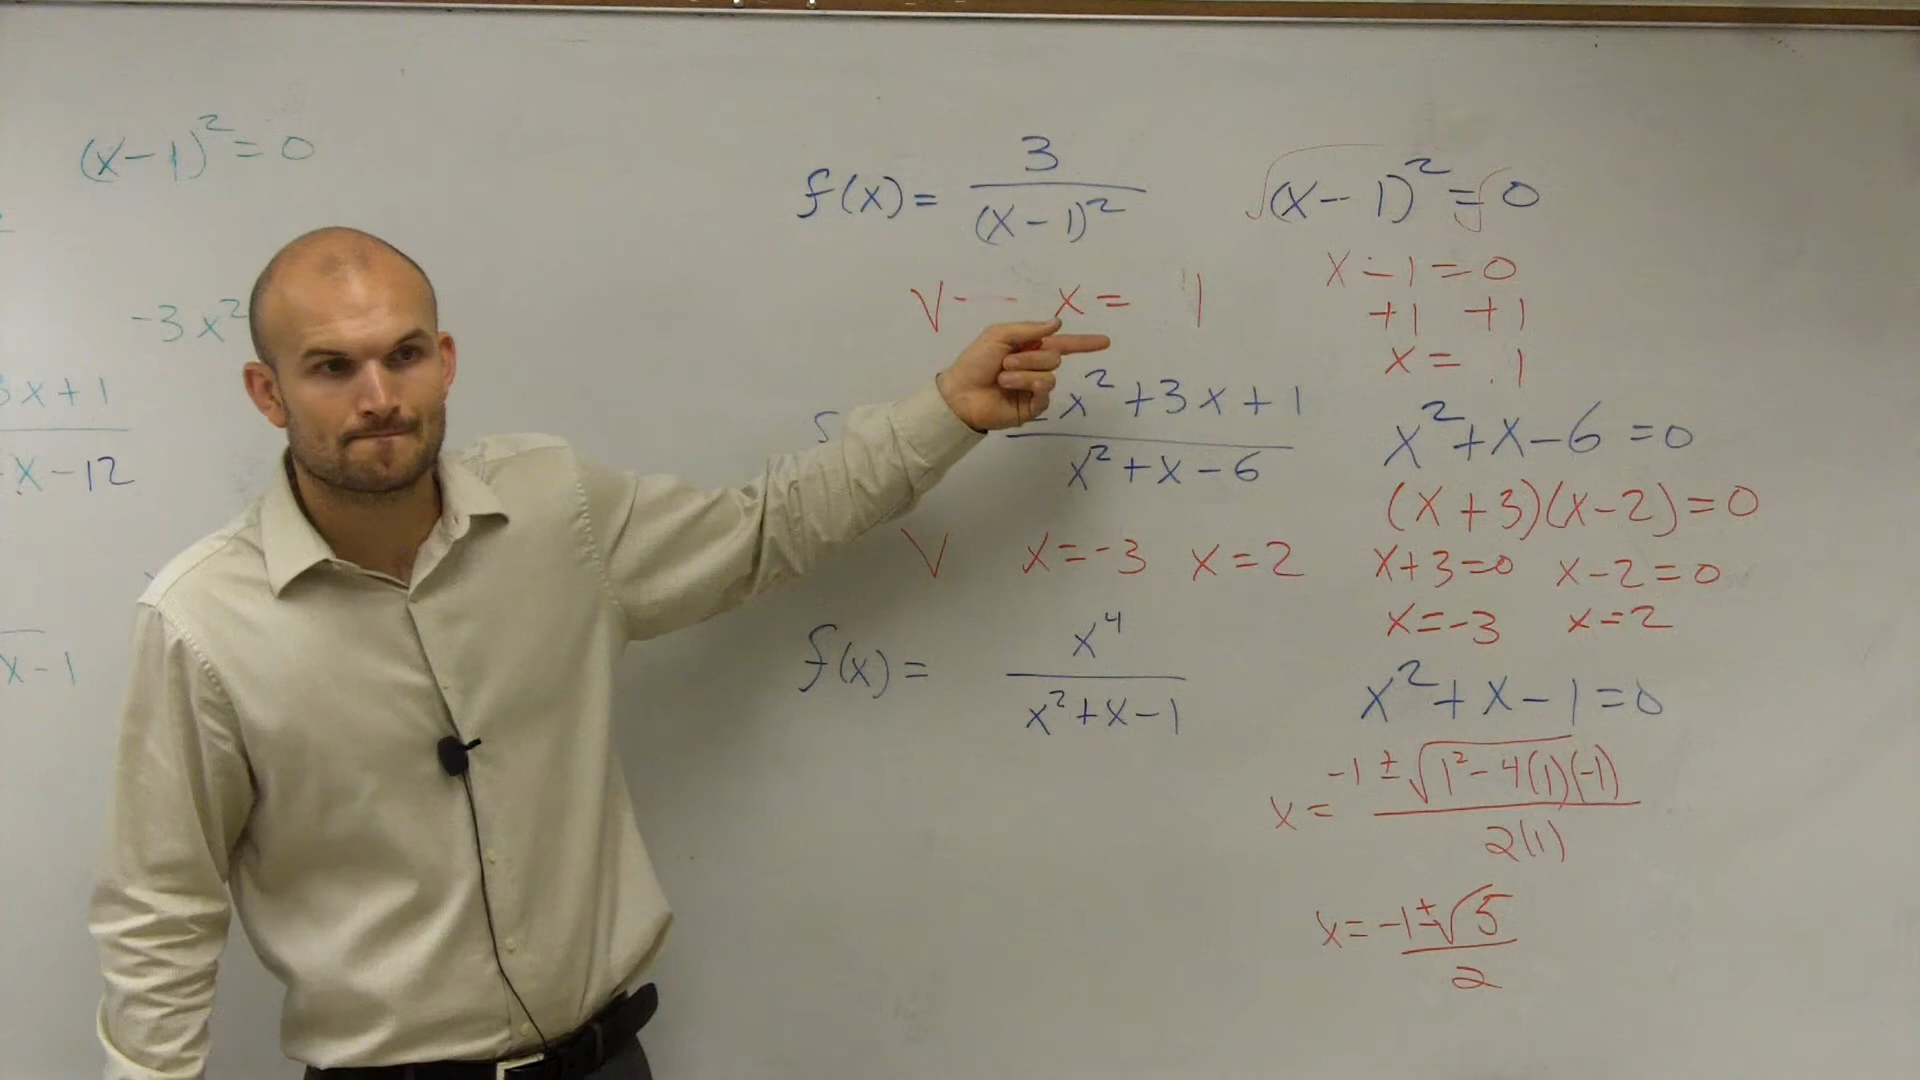 (x-1)² = 0
-3x²
3x+1
x-12
x-1
f(x) = 3/(x-1)²
V x = 1
x²+3x+1
x²+x-6
V x=-3 x=2
f(x) = x⁴/(x²+x-1)
√(x-1)² = √0
x-1=0
+1 +1
x = 1
x²+x-6=0
(x+3)(x-2)=0
x+3=0 x-2=0
x=-3 x=2
x²+x-1=0
x = (-1 ± √(1²-4(1)(-1)))/2(1)
x = (-1±√5)/2